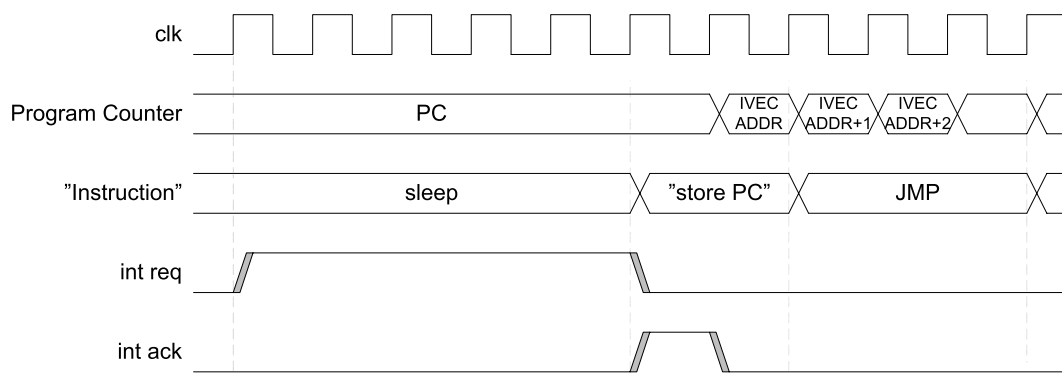 clk
Program Counter
PC
IVEC
ADDR
IVEC
ADDR+1
IVEC
ADDR+2
”Instruction”
sleep
”store PC”
JMP
int req
int ack